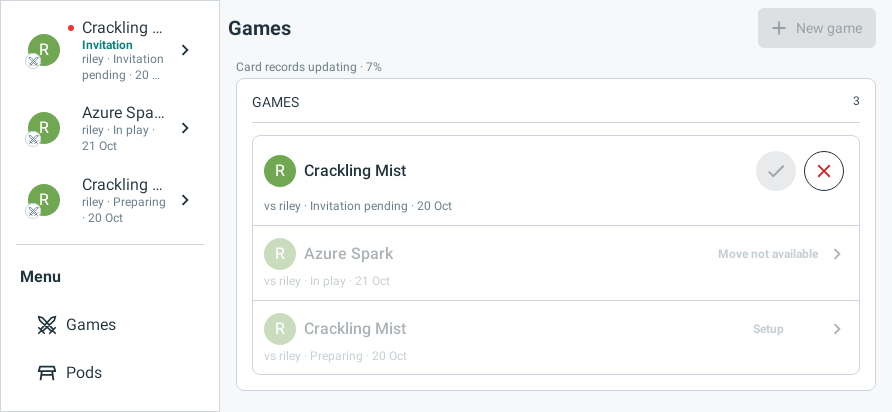 Crackling ...
Invitation
R
riley · Invitation
pending · 20 ...
Azure Spa...
R
riley · In play ·
21 Oct
Crackling ...
R
riley · Preparing
· 20 Oct
Menu
Games
Pods
Games
New game
Card records updating · 7%
GAMES
3
R
Crackling Mist
vs riley · Invitation pending · 20 Oct
R
Azure Spark
Move not available
vs riley · In play · 21 Oct
R
Crackling Mist
Setup
vs riley · Preparing · 20 Oct